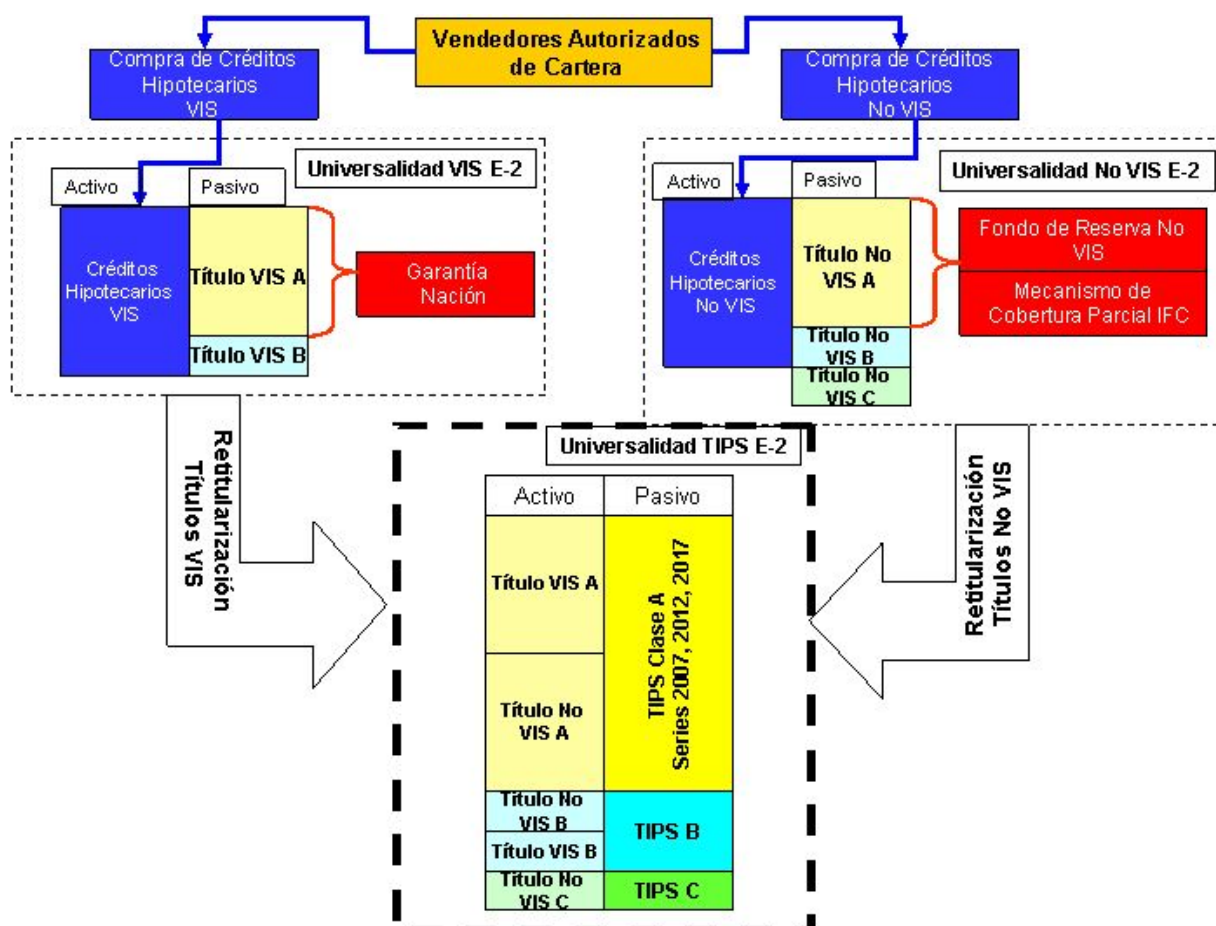 Vendedores Autorizados
de Cartera
Compra de Créditos
Hipotecarios
VIS
Compra de Créditos
Hipotecarios
No VIS
Universalidad VIS E-2
Activo
Pasivo
Créditos
Hipotecarios
VIS
Título VIS A
Título VIS B
Garantía
Nación
Universalidad No VIS E-2
Activo
Pasivo
Créditos
Hipotecarios
No VIS
Título No
VIS A
Título No
VIS B
Título No
VIS C
Fondo de Reserva No
VIS
Mecanismo de
Cobertura Parcial IFC
Retitularización
Títulos VIS
Universalidad TIPS E-2
Activo
Pasivo
Título VIS A
Título No
VIS A
Título No
VIS B
Título VIS B
Título No
VIS C
TIPS Clase A
Series 2007, 2012, 2017
TIPS B
TIPS C
Retitularización
Títulos No VIS